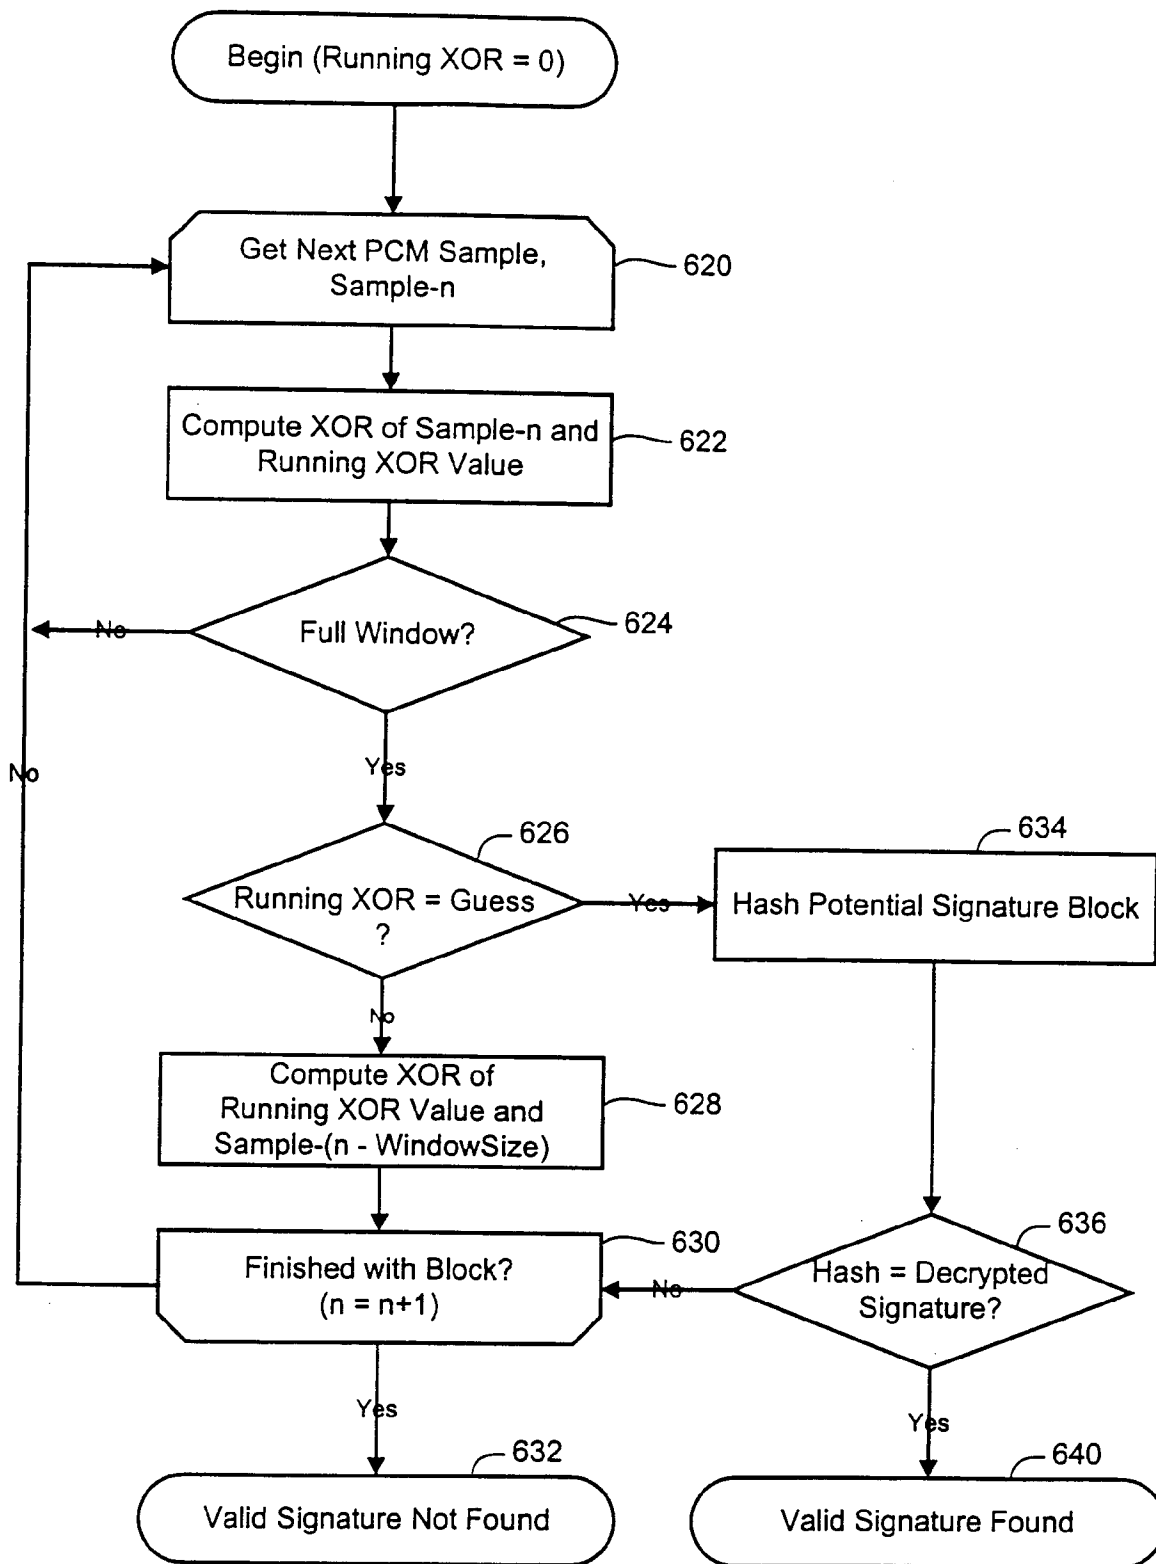 Begin (Running XOR = 0)
Get Next PCM Sample,
Sample-n
620
Compute XOR of Sample-n and
Running XOR Value
622
Full Window?
624
No
Yes
No
626
Running XOR = Guess
?
Yes
634
Hash Potential Signature Block
No
Compute XOR of
Running XOR Value and
Sample-(n - WindowSize)
628
Finished with Block?
(n = n+1)
630
No
Hash = Decrypted
Signature?
636
Yes
Yes
632
Valid Signature Not Found
640
Valid Signature Found